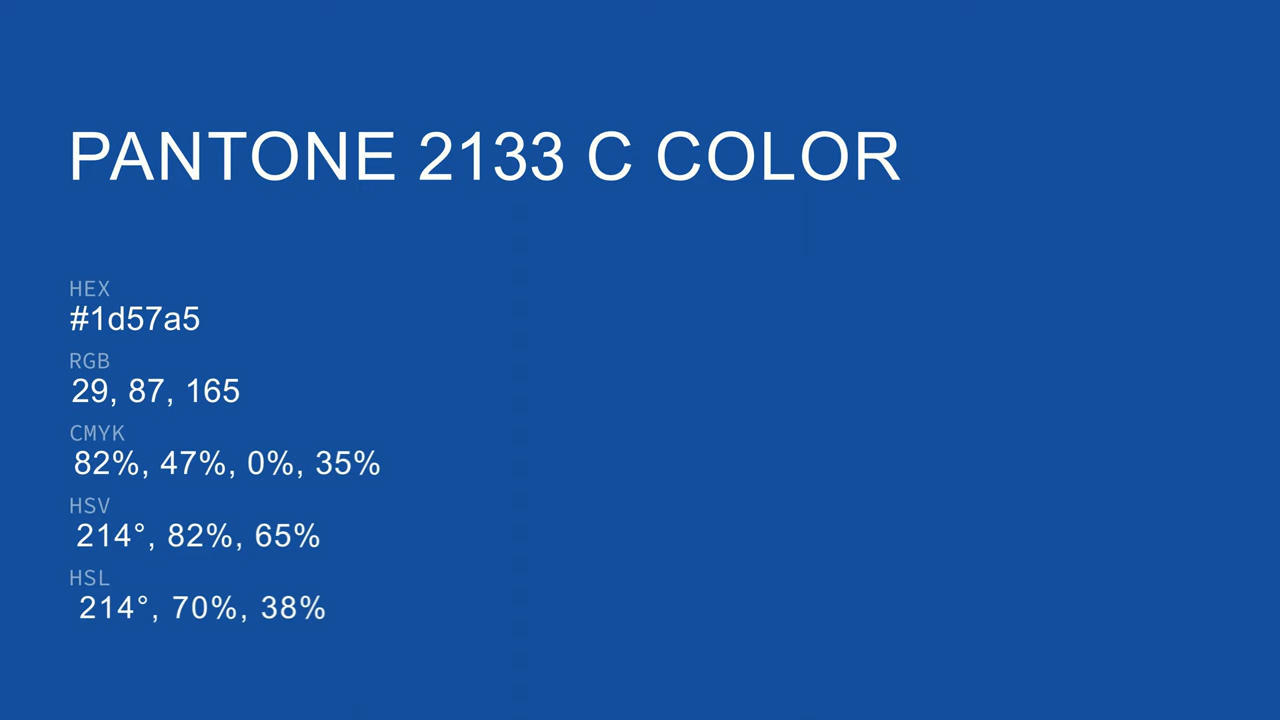 PANTONE 2133 C COLOR
HEX
#1d57a5
RGB
29, 87, 165
CMYK
82%, 47%, 0%, 35%
HSV
214°, 82%, 65%
HSL
214°, 70%, 38%